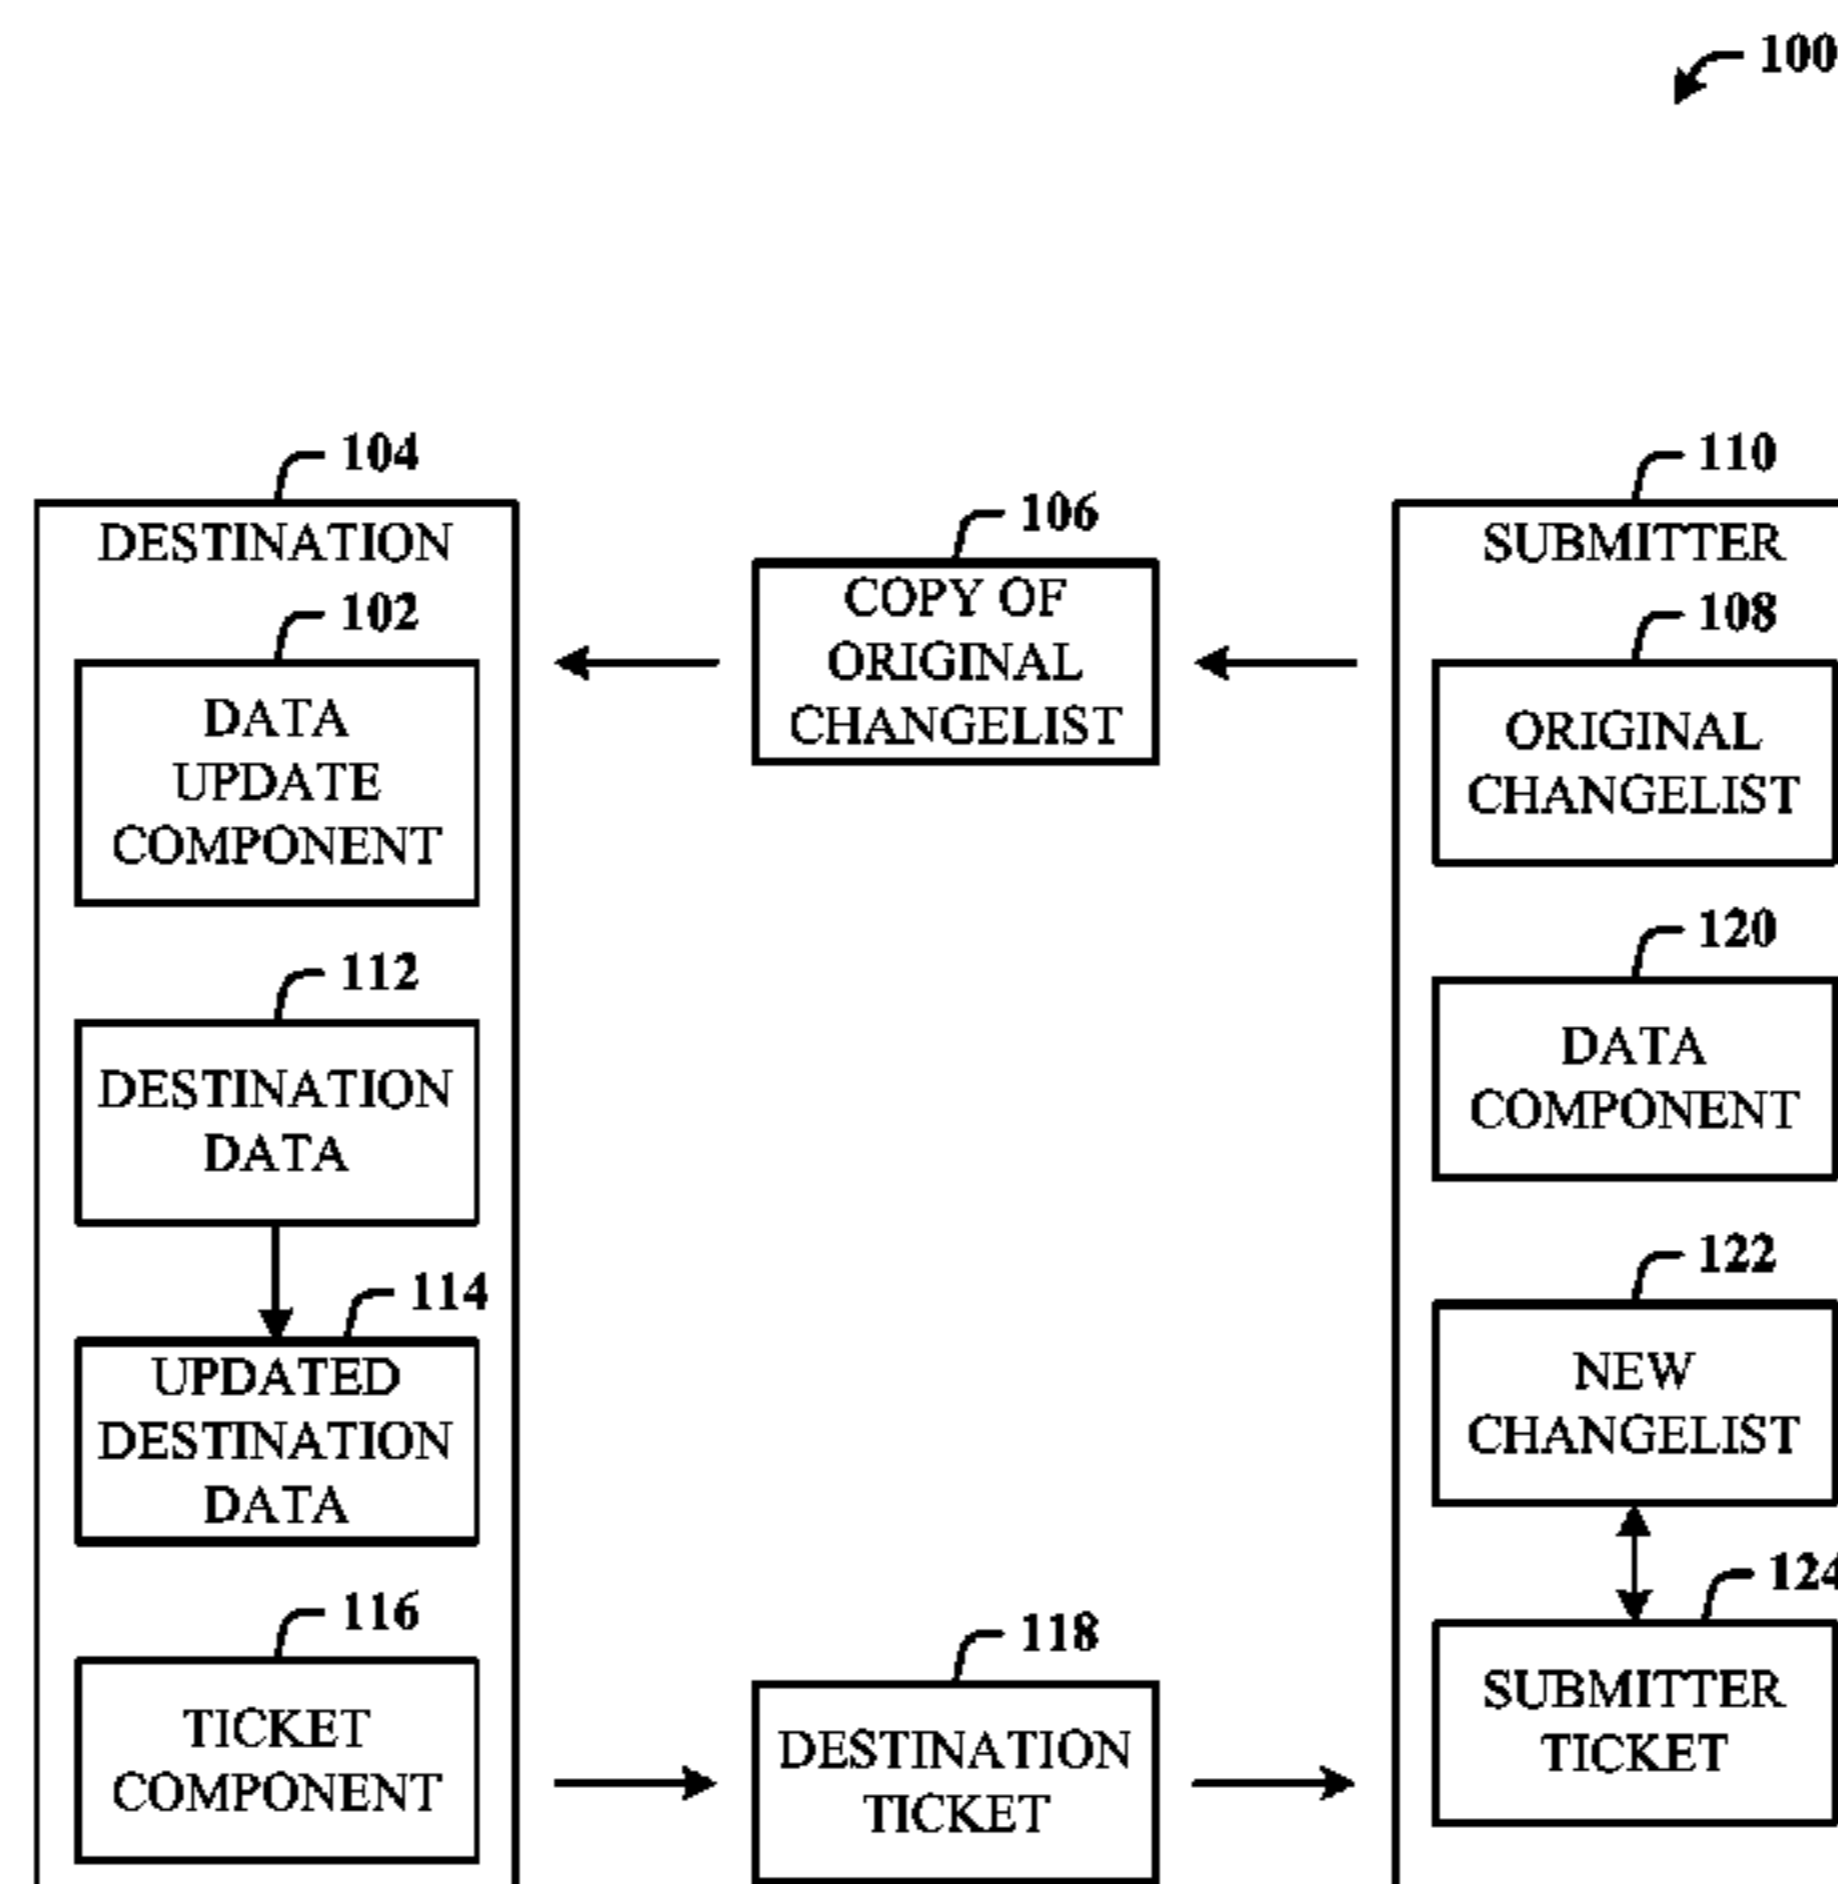 100
104
DESTINATION
102
DATA
UPDATE
COMPONENT
112
DESTINATION
DATA
114
UPDATED
DESTINATION
DATA
116
TICKET
COMPONENT
106
COPY OF
ORIGINAL
CHANGELIST
118
DESTINATION
TICKET
110
SUBMITTER
108
ORIGINAL
CHANGELIST
120
DATA
COMPONENT
122
NEW
CHANGELIST
124
SUBMITTER
TICKET